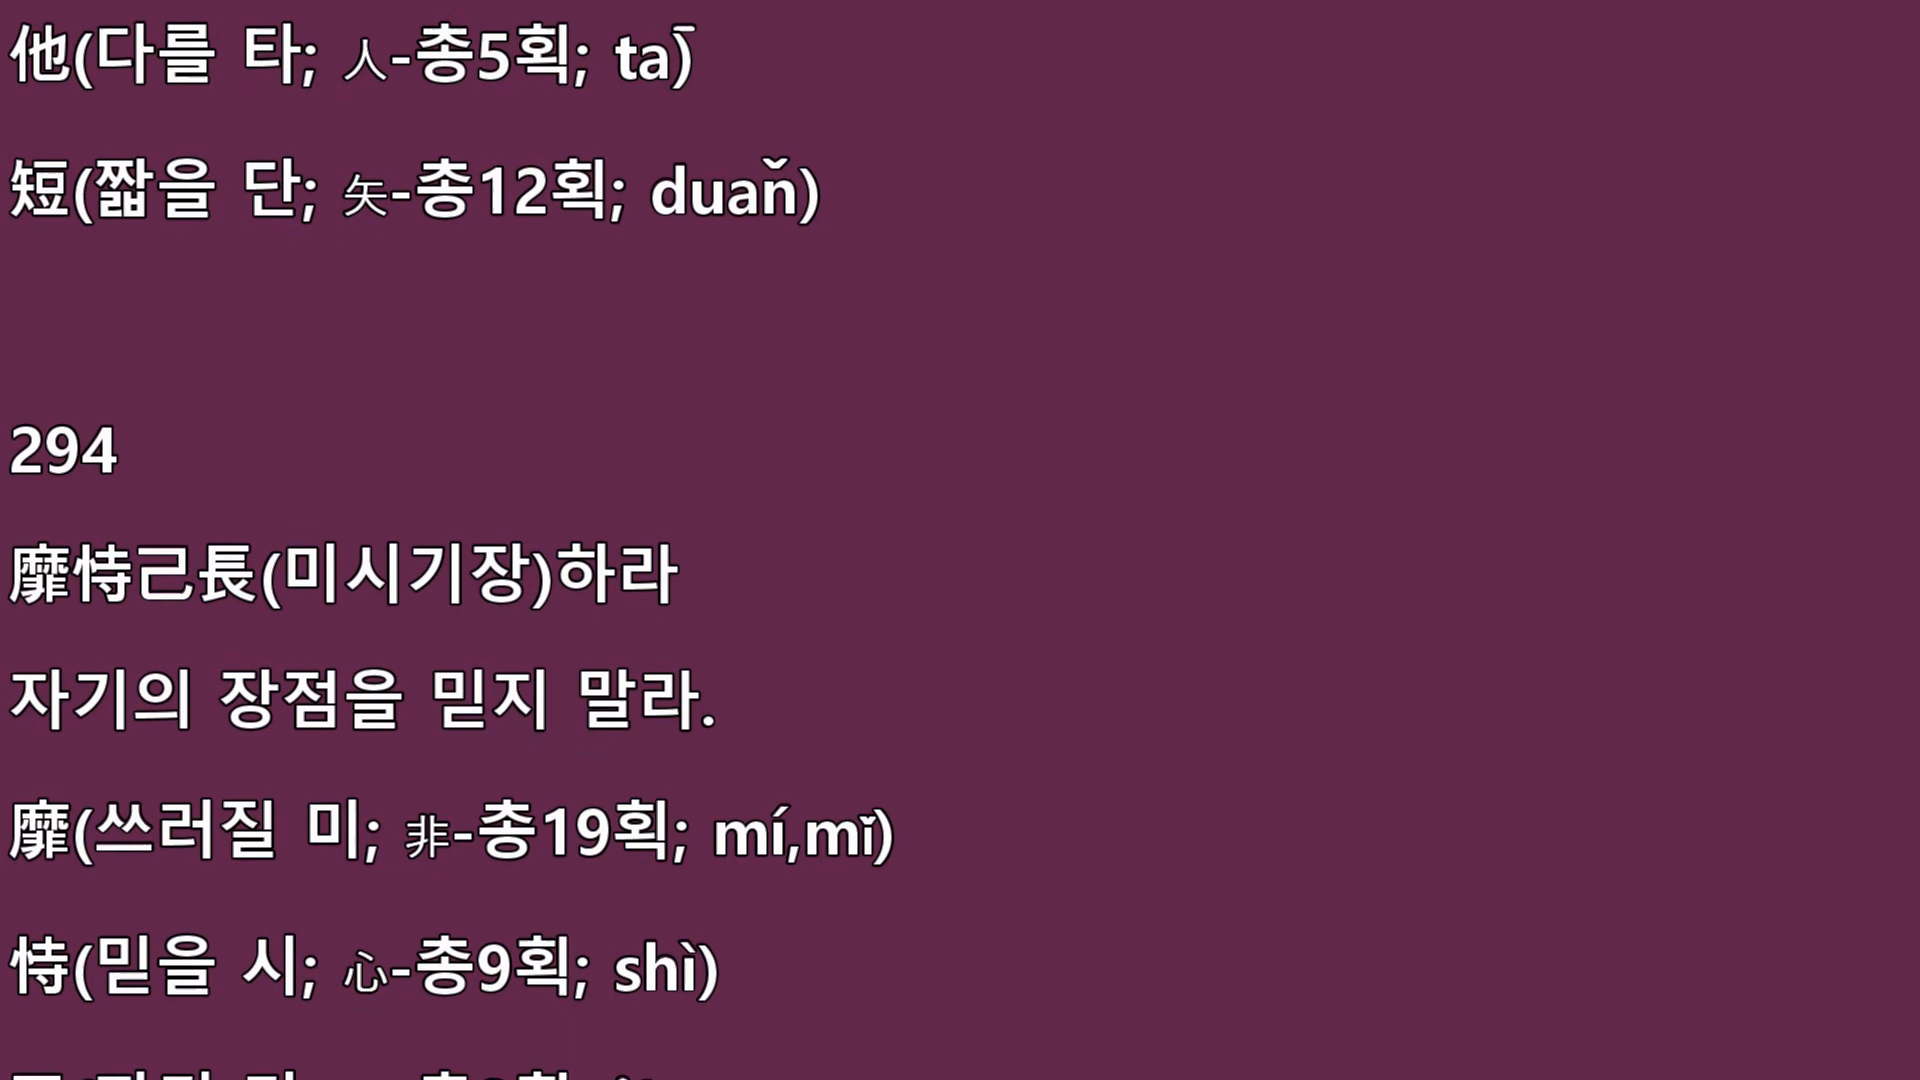 他(다를 타; 人-총5획; tā)
短(짧을 단; 矢-총12획; duǎn)
294
靡恃己長(미시기장)하라
자기의 장점을 믿지 말라.
靡(쓰러질 미; 非-총19획; mí,mǐ)
恃(믿을 시; 心-총9획; shì)